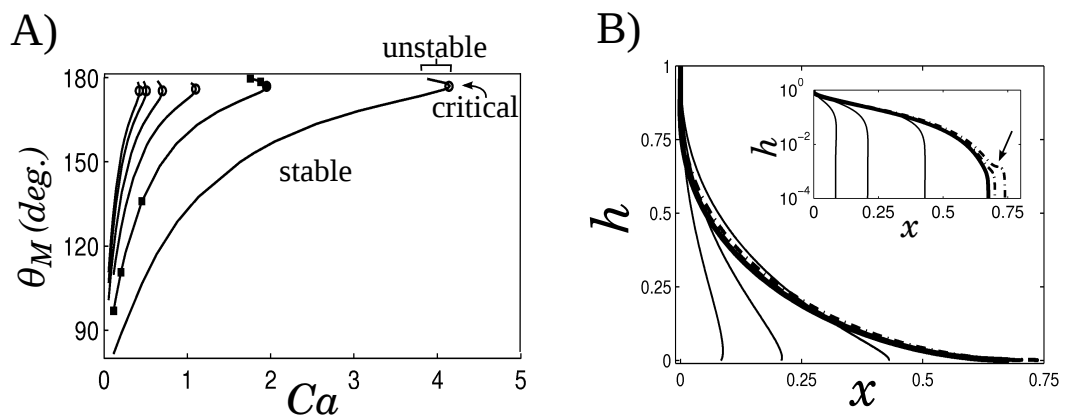 A)
unstable
critical
stable
180
150
120
90
θ_M (deg.)
0 1 2 3 4 5
Ca
B)
1
0.75
0.5
0.25
0
h
0 0.25 0.5 0.75
x
10^0
10^-2
10^-4
h
0 0.25 0.5 0.75
x